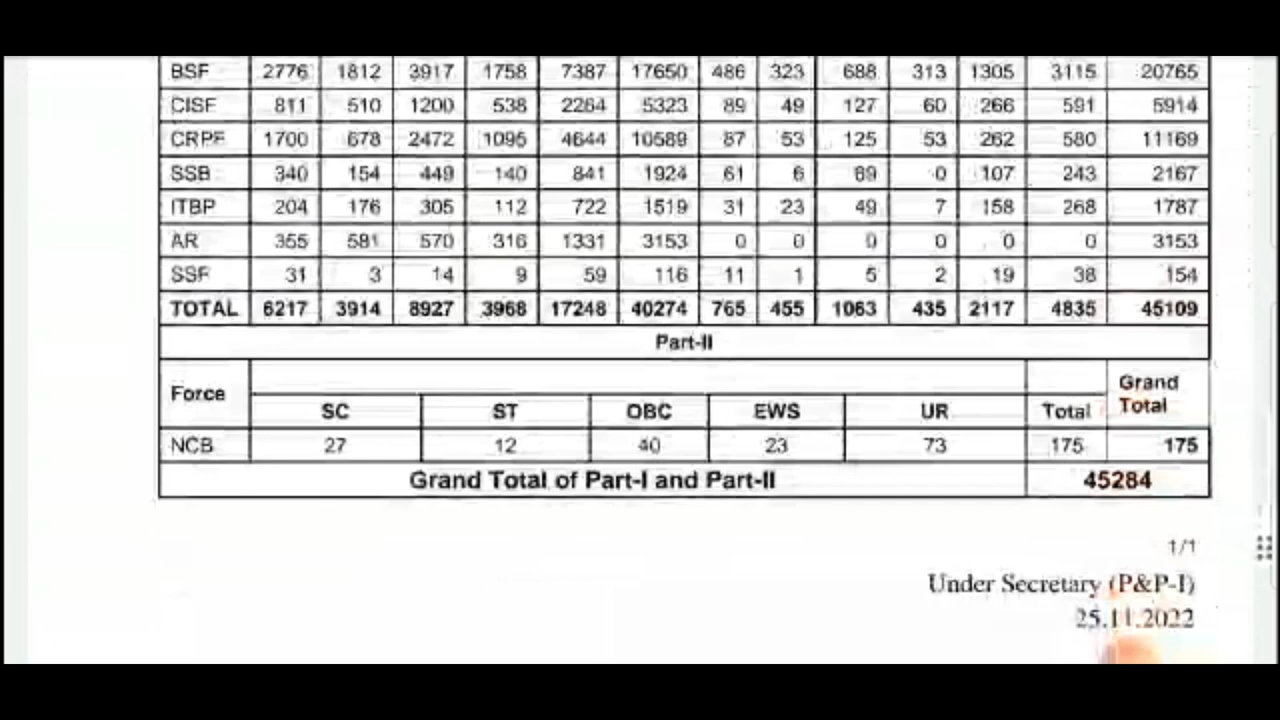 BSF 2776 1812 3917 1758 7387 17650 486 323 688 313 1305 3115 20765
CISF 811 510 1200 538 2264 5323 89 49 127 60 266 591 5914
CRPF 1700 678 2472 1095 4644 10589 87 53 125 53 262 580 11169
SSB 340 154 449 140 841 1924 61 6 69 0 107 243 2167
ITBP 204 176 305 112 722 1519 31 23 49 7 158 268 1787
AR 355 581 570 316 1331 3153 0 0 0 0 0 0 3153
SSF 31 3 14 9 59 116 11 1 5 2 19 38 154
TOTAL 6217 3914 8927 3968 17248 40274 765 455 1063 435 2117 4835 45109
Part-II
Force SC ST OBC EWS UR Total Grand Total
NCB 27 12 40 23 73 175 175
Grand Total of Part-I and Part-II 45284
1/1
Under Secretary (P&P-I)
25.11.2022